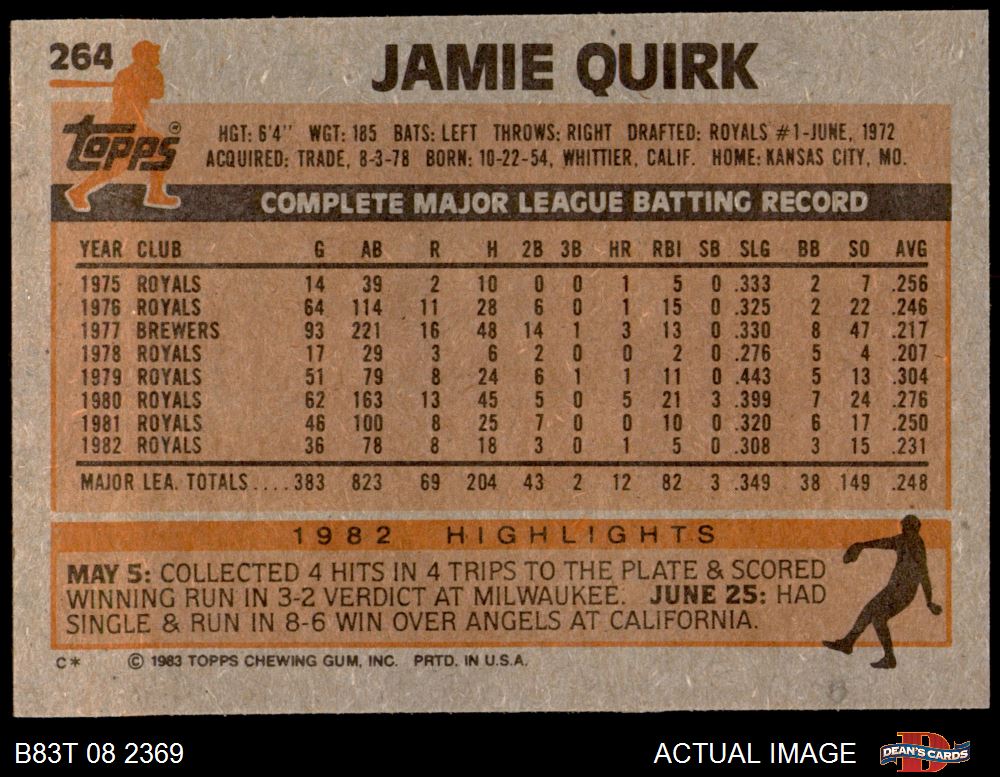 264
JAMIE QUIRK
Topps®
HGT: 6'4" WGT: 185 BATS: LEFT THROWS: RIGHT DRAFTED: ROYALS #1-JUNE, 1972
ACQUIRED: TRADE, 8-3-78 BORN: 10-22-54, WHITTIER, CALIF. HOME: KANSAS CITY, MO.
COMPLETE MAJOR LEAGUE BATTING RECORD
YEAR CLUB G AB R H 2B 3B HR RBI SB SLG BB SO AVG
1975 ROYALS 14 39 2 10 0 0 1 5 0 .333 2 7 .256
1976 ROYALS 64 114 11 28 6 0 1 15 0 .325 2 22 .246
1977 BREWERS 93 221 16 48 14 1 3 13 0 .330 8 47 .217
1978 ROYALS 17 29 3 6 2 0 0 2 0 .276 5 4 .207
1979 ROYALS 51 79 8 24 6 1 1 11 0 .443 5 13 .304
1980 ROYALS 62 163 13 45 5 0 5 21 3 .399 7 24 .276
1981 ROYALS 46 100 8 25 7 0 0 10 0 .320 6 17 .250
1982 ROYALS 36 78 8 18 3 0 1 5 0 .308 3 15 .231
MAJOR LEA. TOTALS....383 823 69 204 43 2 12 82 3 .349 38 149 .248
1982 HIGHLIGHTS
MAY 5: COLLECTED 4 HITS IN 4 TRIPS TO THE PLATE & SCORED
WINNING RUN IN 3-2 VERDICT AT MILWAUKEE. JUNE 25: HAD
SINGLE & RUN IN 8-6 WIN OVER ANGELS AT CALIFORNIA.
C* © 1983 TOPPS CHEWING GUM, INC. PRTD. IN U.S.A.
B83T 08 2369
ACTUAL IMAGE
D
DEAN'S CARDS